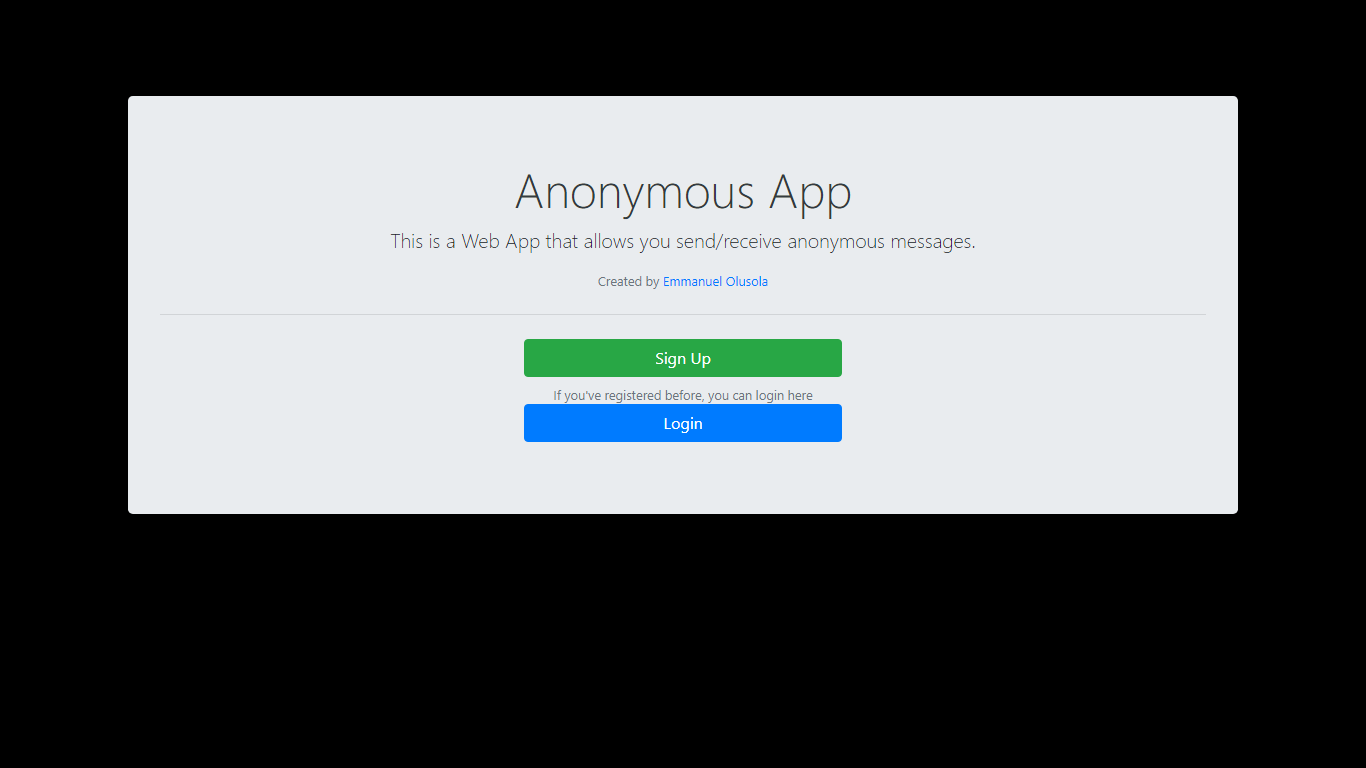 Anonymous App
This is a Web App that allows you send/receive anonymous messages.
Created by Emmanuel Olusola
Sign Up
If you've registered before, you can login here
Login